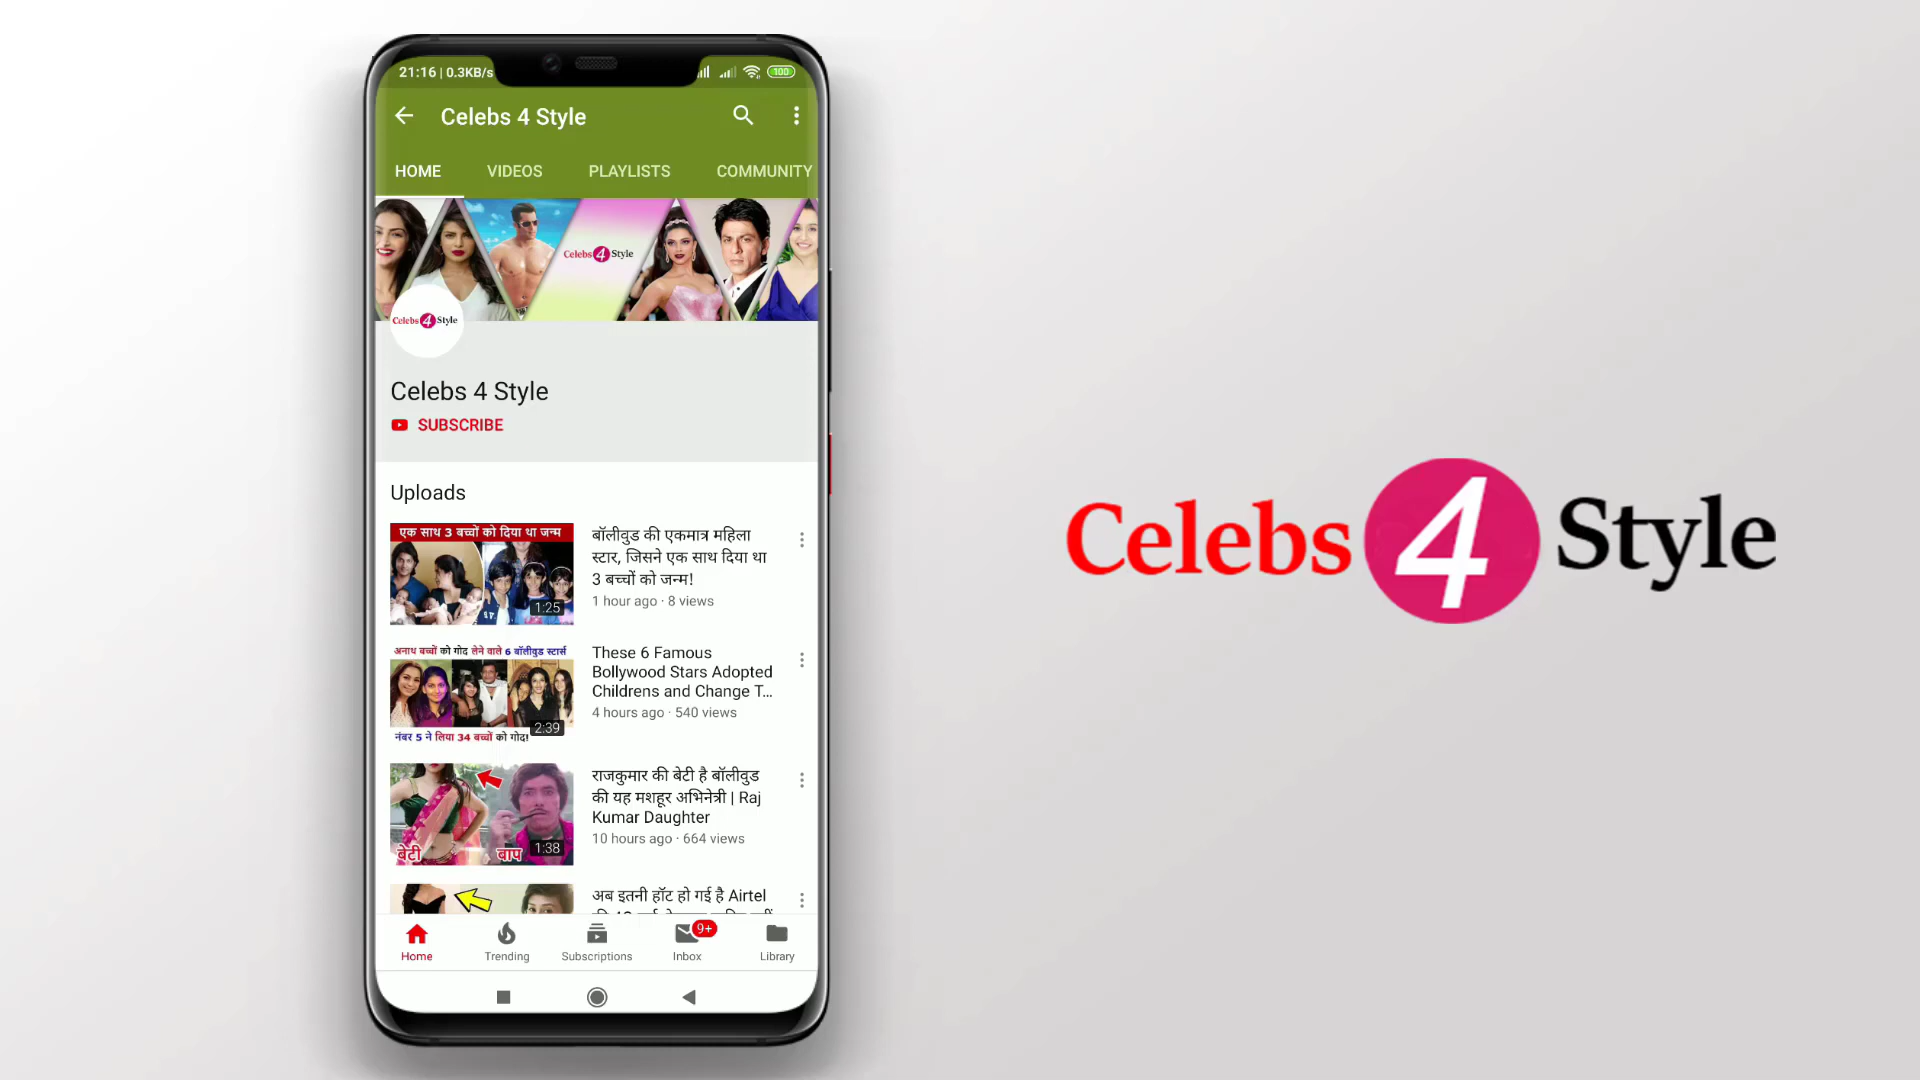 21:16 | 0.3KB/s
100
Celebs 4 Style
HOME VIDEOS PLAYLISTS COMMUNITY
Celebs 4 Style
Celebs 4 Style
Celebs 4 Style
SUBSCRIBE
Celebs 4 Style
Uploads
एक साथ 3 बच्चों को दिया था जन्म
1:25
बॉलीवुड की एकमात्र महिला
स्टार, जिसने एक साथ दिया था
3 बच्चों को जन्म!
1 hour ago · 8 views
अनाथ बच्चों को गोद लेने वाले 6 बॉलीवुड स्टार्स
2:39
नंबर 5 ने लिया 34 बच्चों को गोद!
These 6 Famous
Bollywood Stars Adopted
Childrens and Change T...
4 hours ago · 540 views
बेटी
बाप
1:38
राजकुमार की बेटी है बॉलीवुड
की यह मशहूर अभिनेत्री | Raj
Kumar Daughter
10 hours ago · 664 views
अब इतनी हॉट हो गई है Airtel
9+
Home Trending Subscriptions Inbox Library